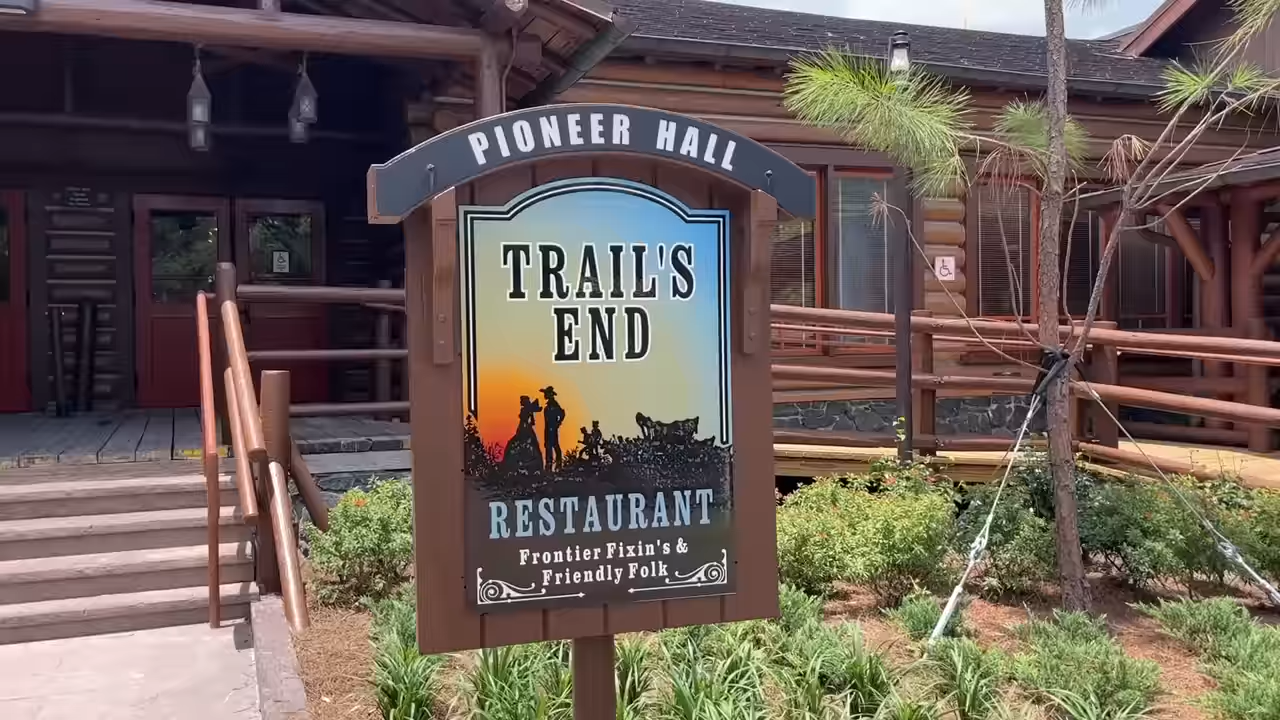 PIONEER HALL
TRAIL'S
END
RESTAURANT
Frontier Fixin's &
Friendly Folk